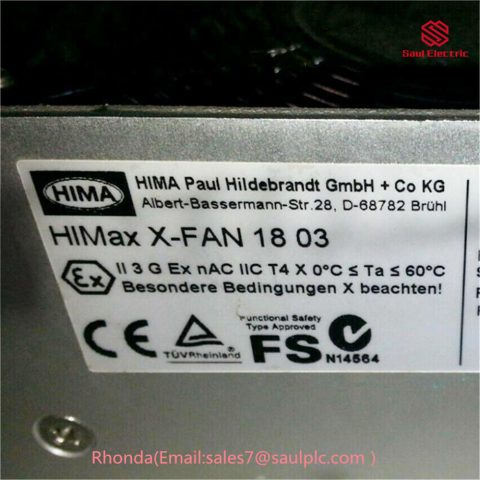 Saul Electric
HIMA
HIMA Paul Hildebrandt GmbH + Co KG
Albert-Bassermann-Str.28, D-68782 Brühl
HIMax X-FAN 18 03
Ex II 3 G Ex nAC IIC T4 X 0°C ≤ Ta ≤ 60°C
Besondere Bedingungen X beachten!
CE
TÜVRheinland
Functional Safety
Type Approved
FS
N14564
Rhonda(Email:sales7@saulplc.com )